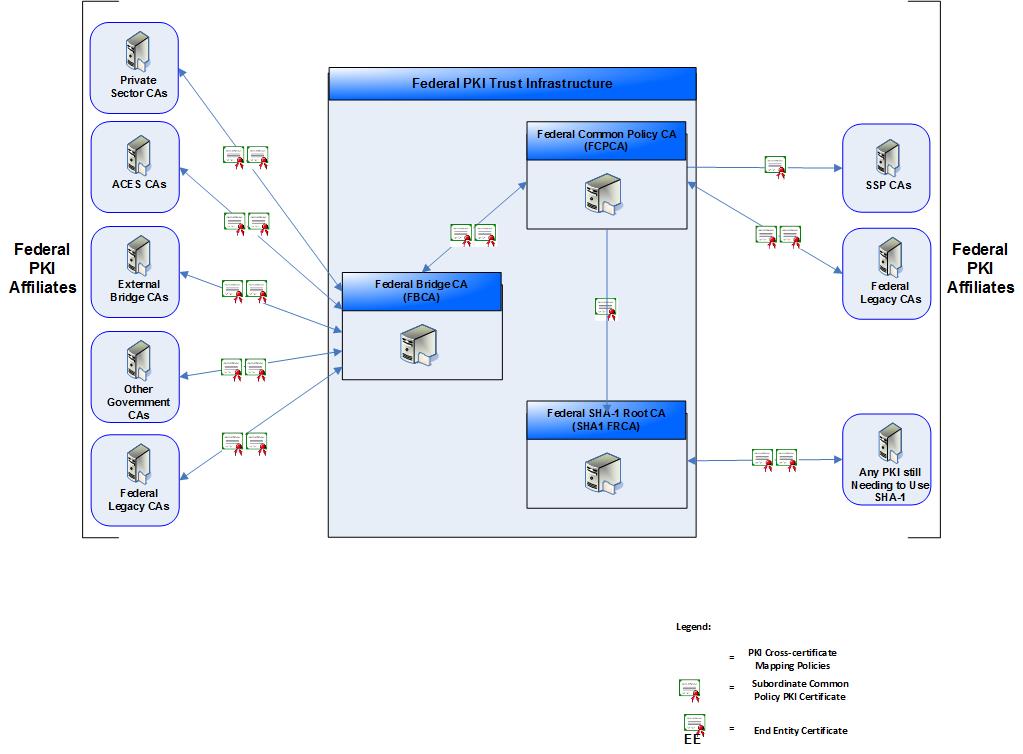 Federal
PKI
Affiliates
Private
Sector CAs
ACES CAs
External
Bridge CAs
Other
Government
CAs
Federal
Legacy CAs
Federal PKI Trust Infrastructure
Federal Common Policy CA
(FCPCA)
Federal Bridge CA
(FBCA)
Federal SHA-1 Root CA
(SHA1 FRCA)
SSP CAs
Federal
Legacy CAs
Any PKI still
Needing to Use
SHA-1
Federal
PKI
Affiliates
Legend:
= PKI Cross-certificate
Mapping Policies
= Subordinate Common
Policy PKI Certificate
= End Entity Certificate
EE